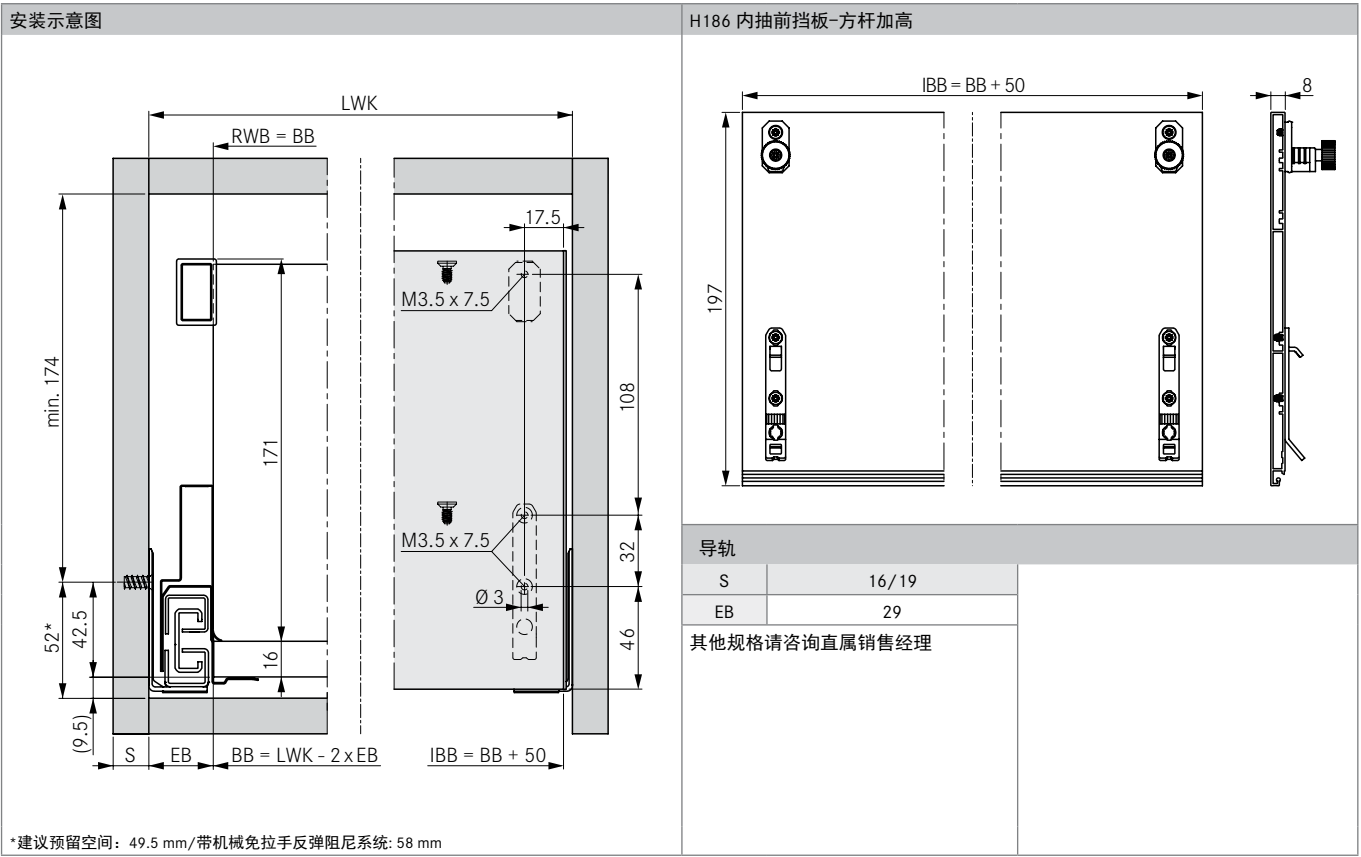 安装示意图
LWK
RWB = BB
17.5
M3.5 x 7.5
min. 174
171
108
M3.5 x 7.5
32
Ø 3
52*
42.5
16
46
(9.5)
S
EB
BB = LWK - 2 x EB
IBB = BB + 50
*建议预留空间: 49.5 mm/带机械免拉手反弹阻尼系统: 58 mm
H186 内抽前挡板-方杆加高
IBB = BB + 50
8
197
导轨
S 16/19
EB 29
其他规格请咨询直属销售经理